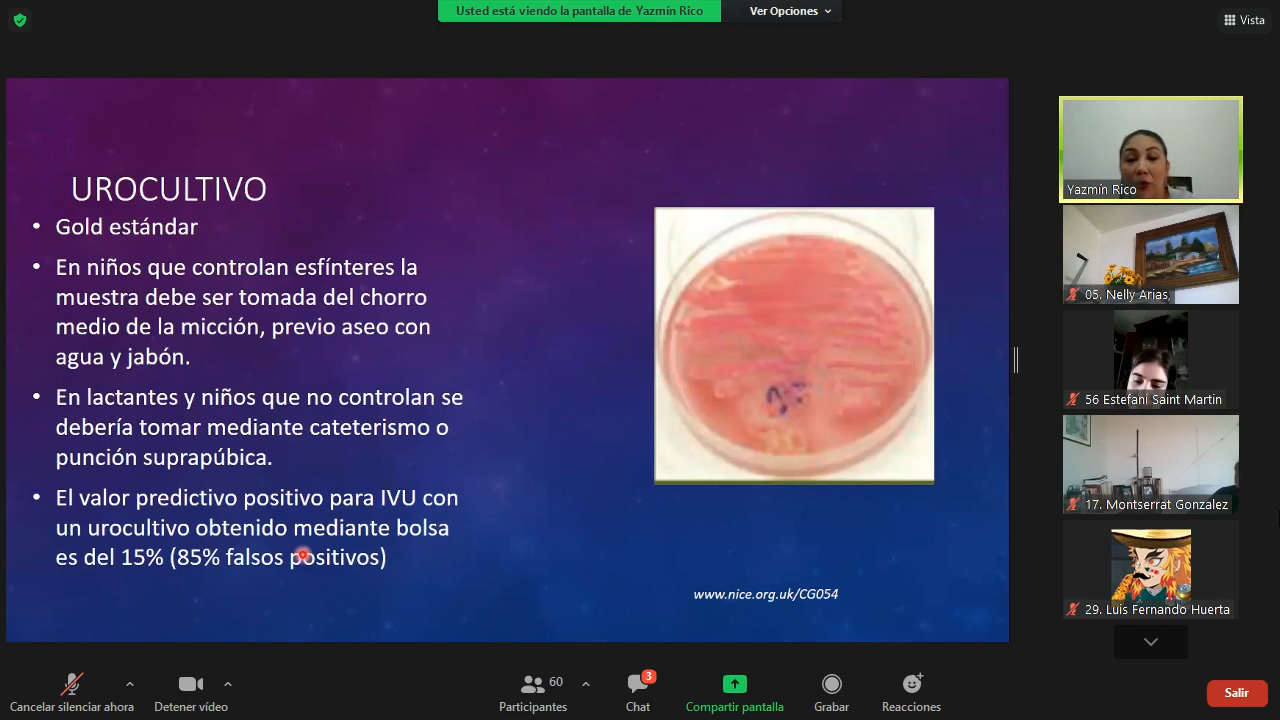 Usted está viendo la pantalla de Yazmín Rico
Ver Opciones
Vista
UROCULTIVO
• Gold estándar
• En niños que controlan esfínteres la
muestra debe ser tomada del chorro
medio de la micción, previo aseo con
agua y jabón.
• En lactantes y niños que no controlan se
debería tomar mediante cateterismo o
punción suprapúbica.
• El valor predictivo positivo para IVU con
un urocultivo obtenido mediante bolsa
es del 15% (85% falsos positivos)
www.nice.org.uk/CG054
Yazmín Rico
05. Nelly Arias,
56 Estefani Saint Martin
17. Montserrat Gonzalez
29. Luis Fernando Huerta
Cancelar silenciar ahora
Detener vídeo
Participantes
60
Chat
3
Compartir pantalla
Grabar
Reacciones
Salir